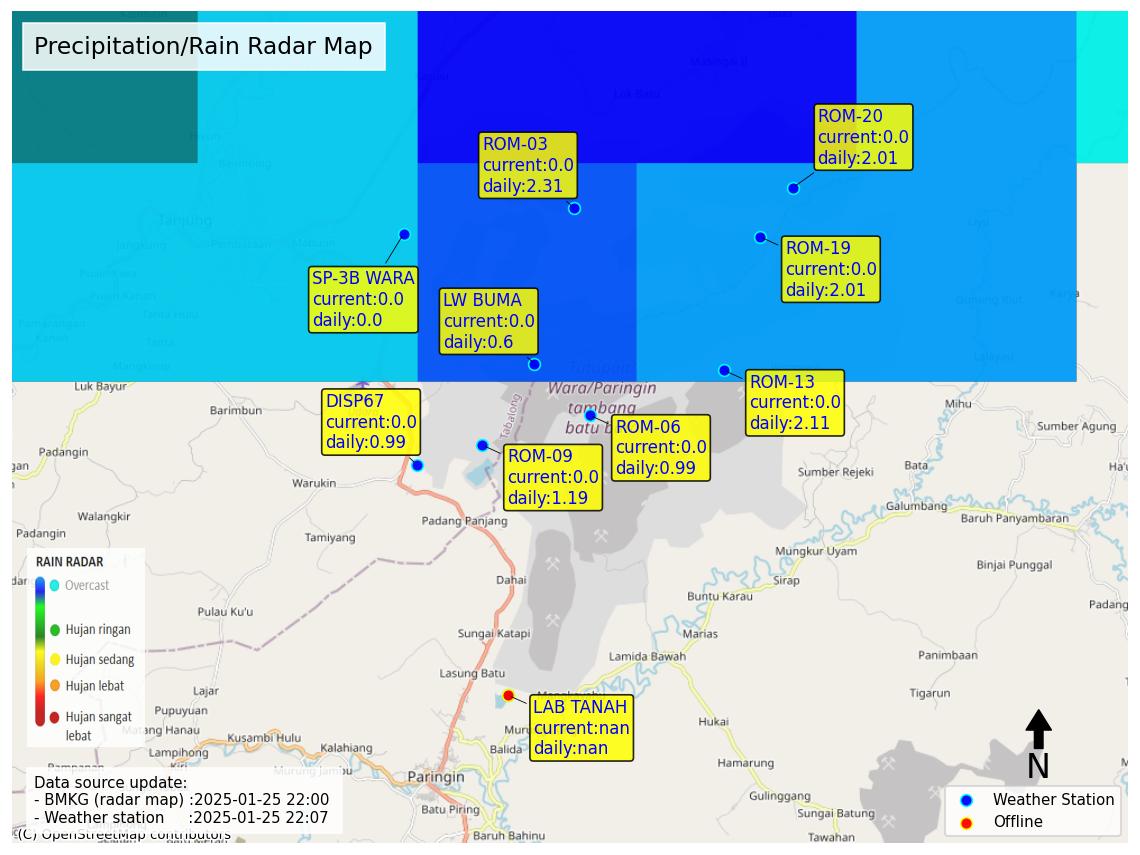 Precipitation/Rain Radar Map
ROM-20
current:0.0
daily:2.01
ROM-03
current:0.0
daily:2.31
ROM-19
current:0.0
daily:2.01
SP-3B WARA
current:0.0
daily:0.0
LW BUMA
current:0.0
daily:0.6
Tanjung
Karya
Wara/Paringin
tambang
batu b
Tabalong
ROM-13
current:0.0
daily:2.11
DISP67
current:0.0
daily:0.99
ROM-06
current:0.0
daily:0.99
ROM-09
current:0.0
daily:1.19
Luk Bayur
Barimbun
Mihu
Sumber Agung
Bata
Sumber Rejeki
Warukin
Galumbang
Baruh Panyambaran
Walangkir
Padangin
Padang Panjang
Tamiyang
Mungkur Uyam
Binjai Punggal
Sirap
Dahai
Buntu Karau
Padang
Pulau Ku'u
Sungai Katapi
Marias
Lamida Bawah
Panimbaan
Lasung Batu
Tigarun
Lajar
Pupuyuan
Hukai
Matang Hanau
Kusambi Hulu
Lampihong
Kalahiang
Balida
Hamarung
Murung Jambu
Paringin
Gulinggang
Batu Piring
Sungai Batung
Baruh Bahinu
Tawahan
RAIN RADAR
Overcast
Hujan ringan
Hujan sedang
Hujan lebat
Hujan sangat
lebat
LAB TANAH
current:nan
daily:nan
N
Data source update:
- BMKG (radar map) :2025-01-25 22:00
- Weather station :2025-01-25 22:07
(C) OpenStreetMap contributors
Weather Station
Offline